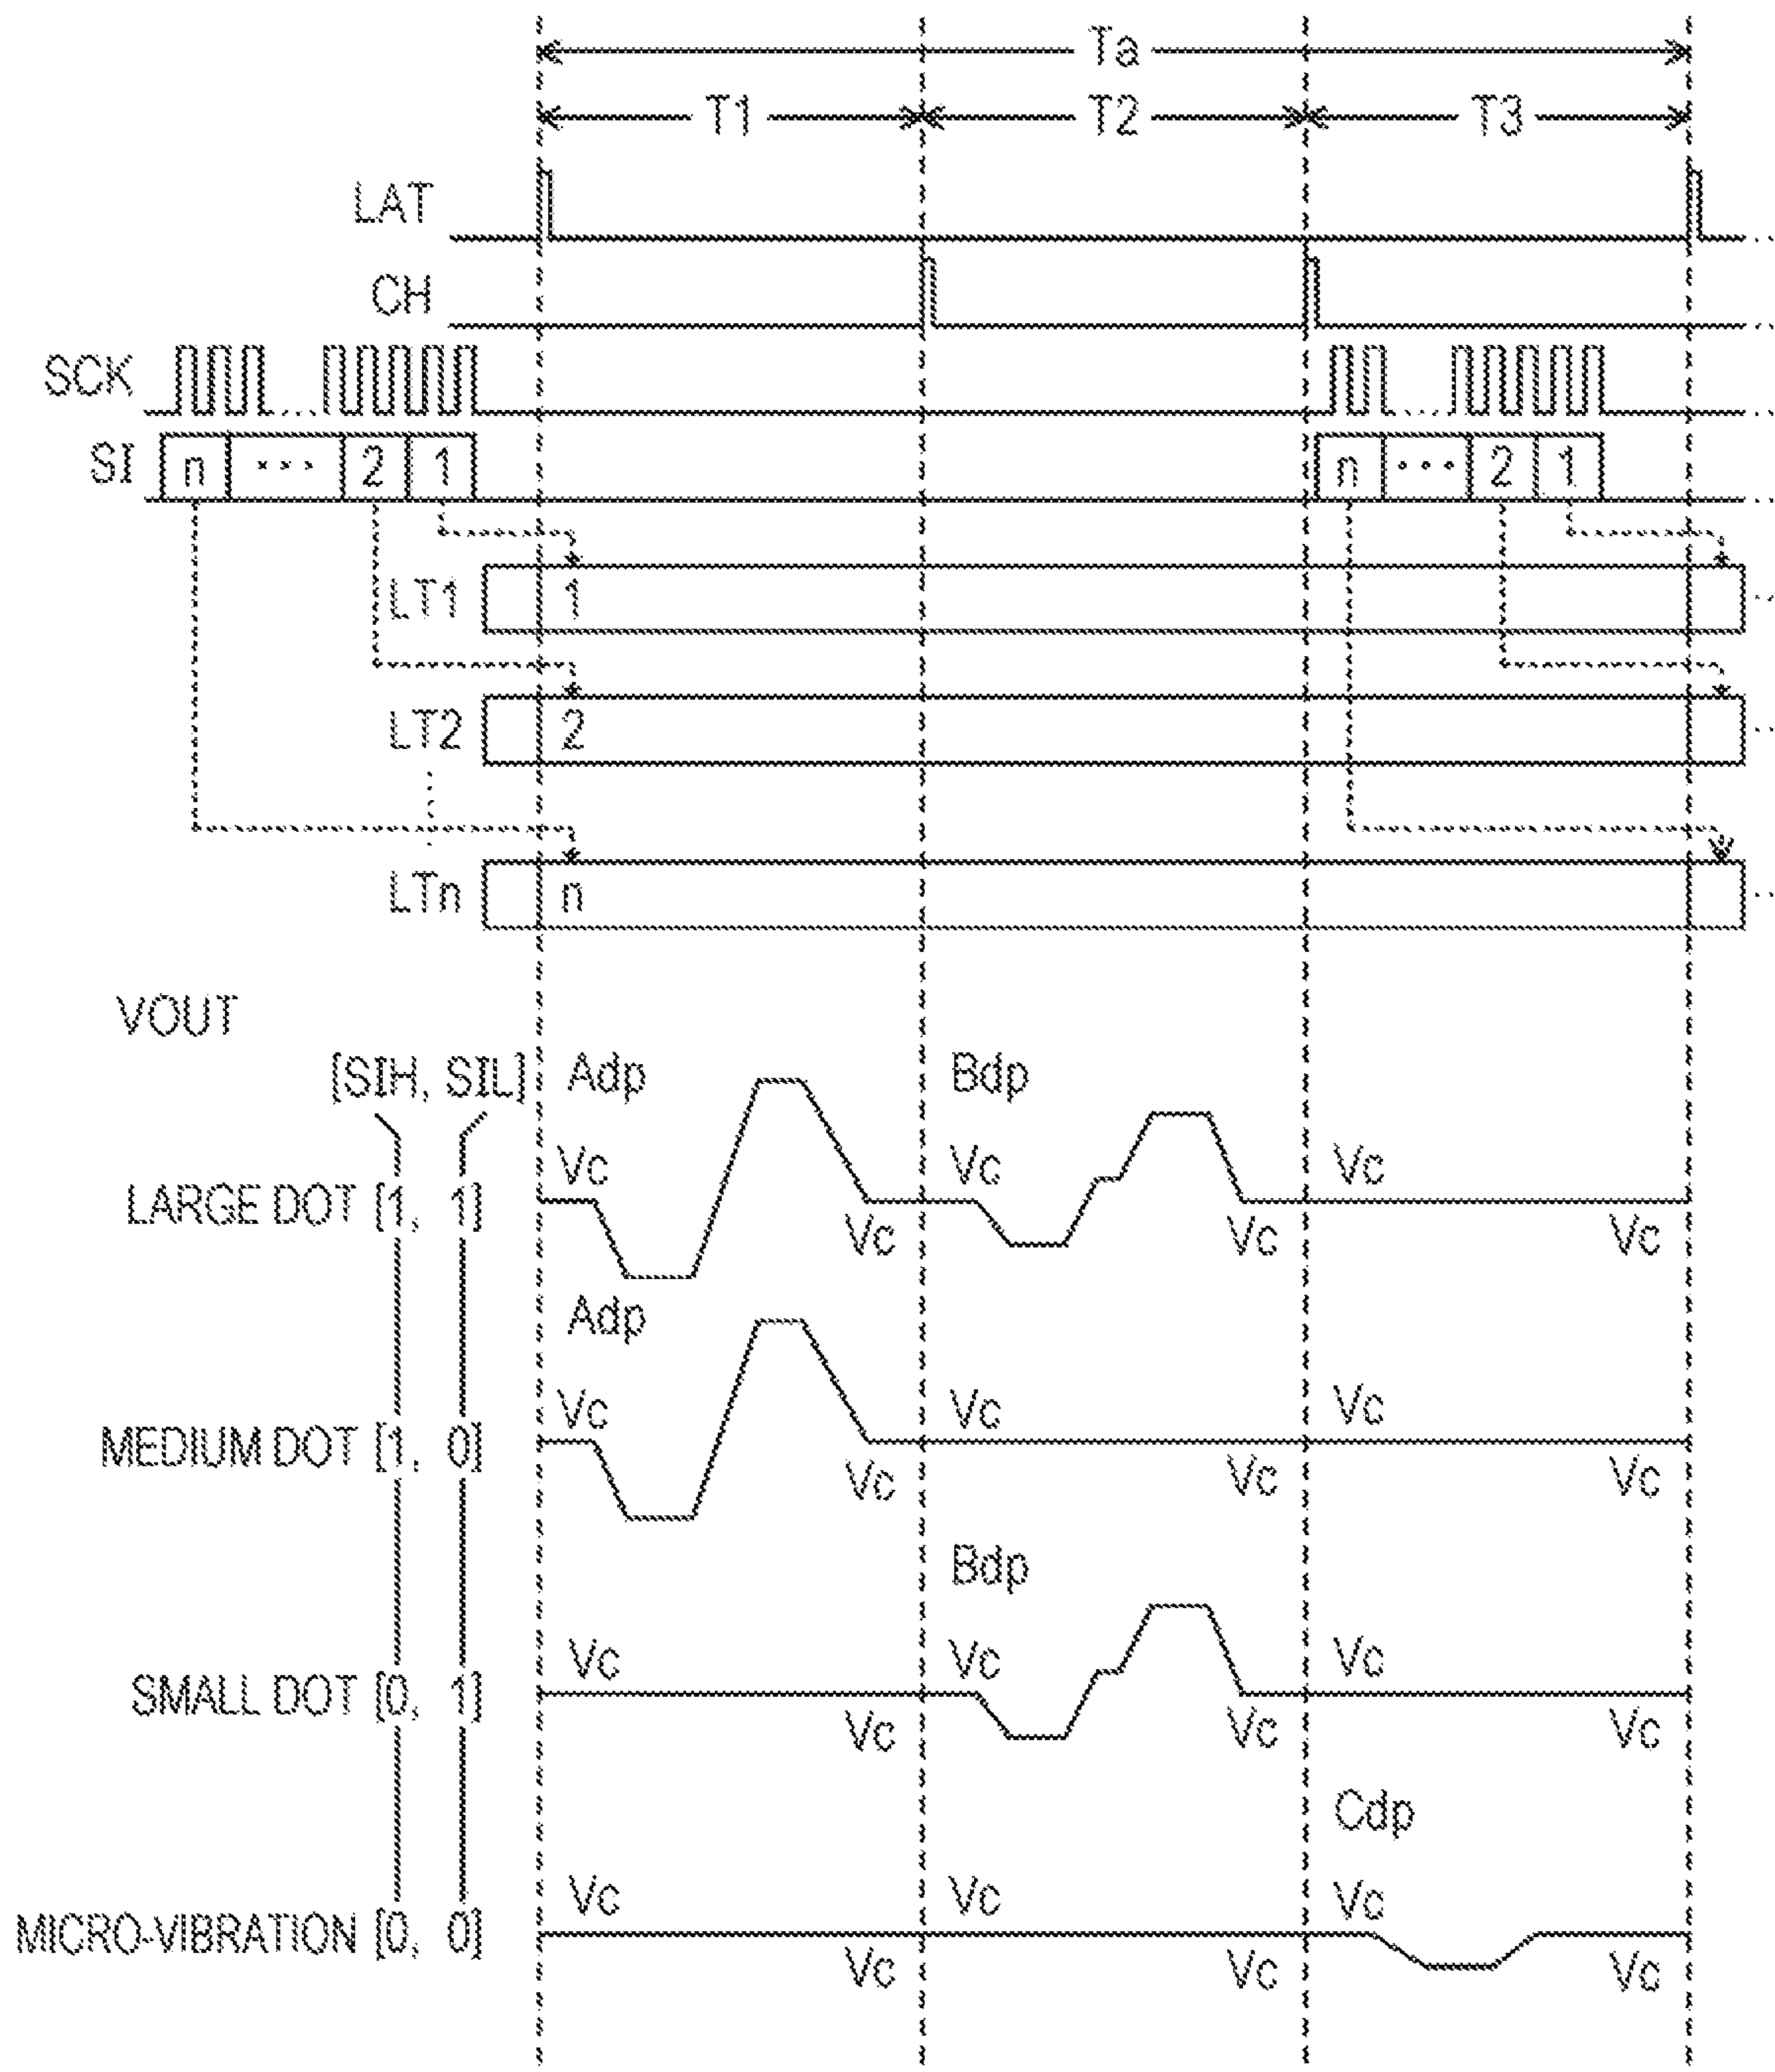 Ta
T1 T2 T3
LAT
CH
SCK
SI n ... 2 1 n ... 2 1
LT1 1
LT2 2
LTn n
VOUT
[SIH, SIL] Adp Bdp
Vc Vc Vc
LARGE DOT [1, 1]
Vc Vc Vc
Adp
Vc Vc Vc
MEDIUM DOT [1, 0]
Vc Vc Vc
Bdp
Vc Vc Vc
SMALL DOT [0, 1]
Vc Vc Vc
Cdp
Vc Vc Vc
MICRO-VIBRATION [0, 0]
Vc Vc Vc